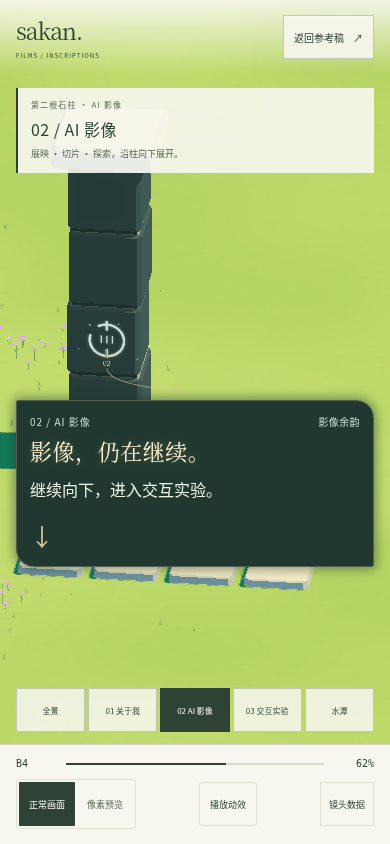 sakan.
FILMS / INSCRIPTIONS
返回参考稿 ↗
第二根石柱 · AI 影像
02 / AI 影像
展映·切片·探索，沿柱向下展开。
02
02 / AI 影像
影像余韵
影像，仍在继续。
继续向下，进入交互实验。
↓
全景
01 关于我
02 AI 影像
03 交互实验
水潭
B4
62%
正常画面
像素预览
播放动效
镜头数据